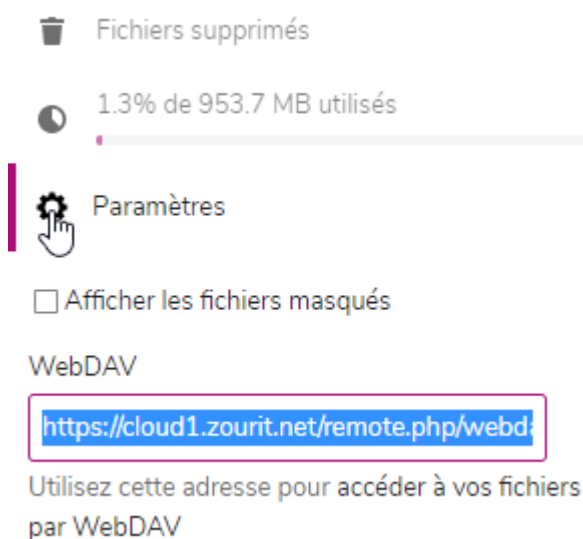 Fichiers supprimés
1.3% de 953.7 MB utilisés
Paramètres
Afficher les fichiers masqués
WebDAV
https://cloud1.zourit.net/remote.php/webda
Utilisez cette adresse pour accéder à vos fichiers
par WebDAV